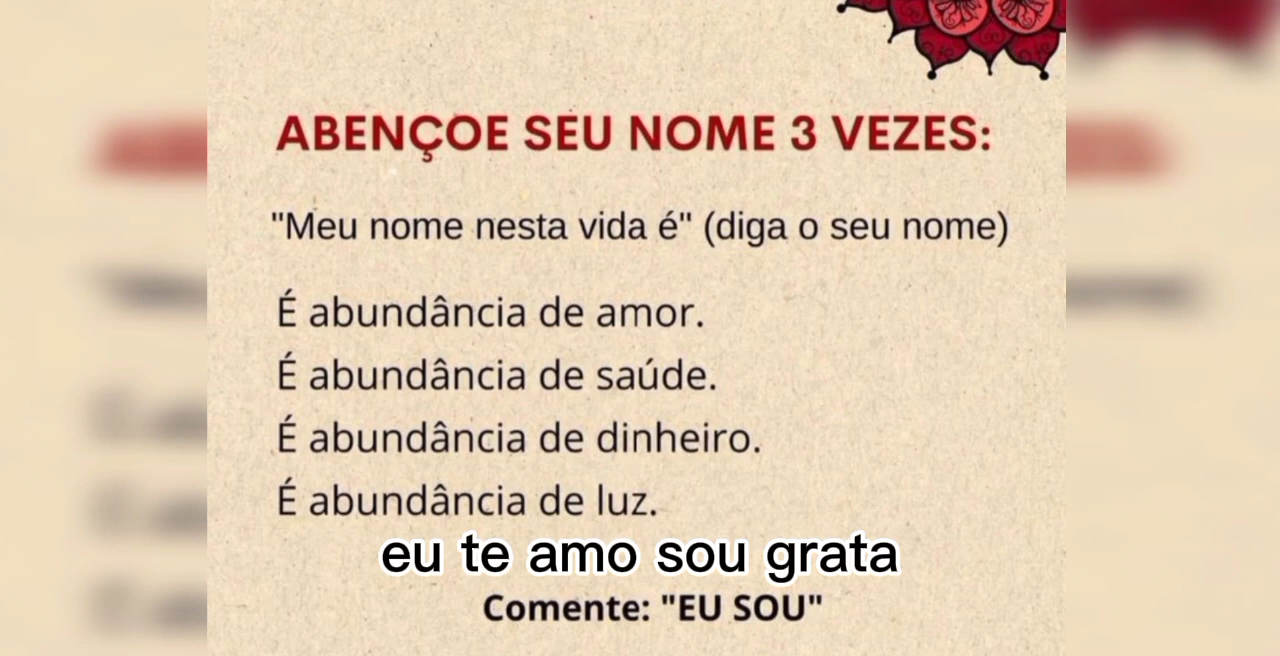 ABENÇOE SEU NOME 3 VEZES:
"Meu nome nesta vida é" (diga o seu nome)
É abundância de amor.
É abundância de saúde.
É abundância de dinheiro.
É abundância de luz.
eu te amo sou grata
Comente: "EU SOU"